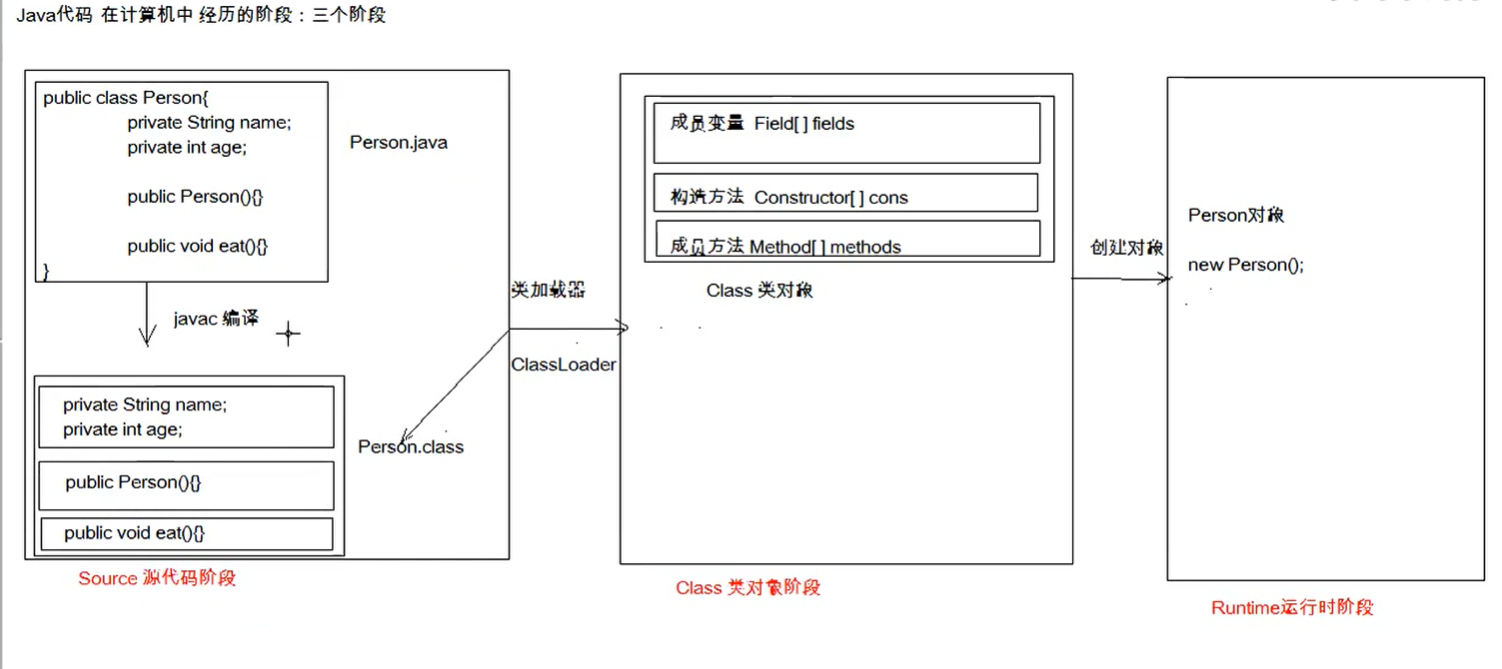 Java代码 在计算机中 经历的阶段：三个阶段
public class Person{
private String name;
private int age;
public Person(){}
public void eat(){}
}
Person.java
javac 编译
private String name;
private int age;
public Person(){}
public void eat(){}
Person.class
Source 源代码阶段
类加载器
ClassLoader
成员变量 Field[ ] fields
构造方法 Constructor[ ] cons
成员方法 Method[ ] methods
Class 类对象
Class 类对象阶段
创建对象
Person对象
new Person();
Runtime运行时阶段